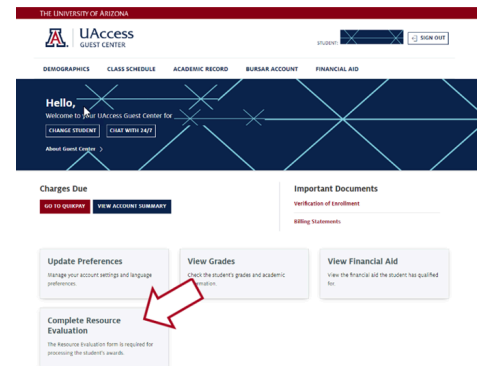 THE UNIVERSITY OF ARIZONA
A.
UAccess
GUEST CENTER
STUDENT:
SIGN OUT
DEMOGRAPHICS CLASS SCHEDULE ACADEMIC RECORD BURSAR ACCOUNT FINANCIAL AID
Hello,
Welcome to your UAccess Guest Center for
CHANGE STUDENT CHAT WITH 24/7
About Guest Center
Charges Due
GO TO QUIKPAY VIEW ACCOUNT SUMMARY
Important Documents
Verification of Enrollment
Billing Statements
Update Preferences
Manage your account settings and language
preferences.
View Grades
Check the student's grades and academic
information.
View Financial Aid
View the financial aid the student has qualified
for.
Complete Resource
Evaluation
The Resource Evaluation form is required for
processing the student's awards.